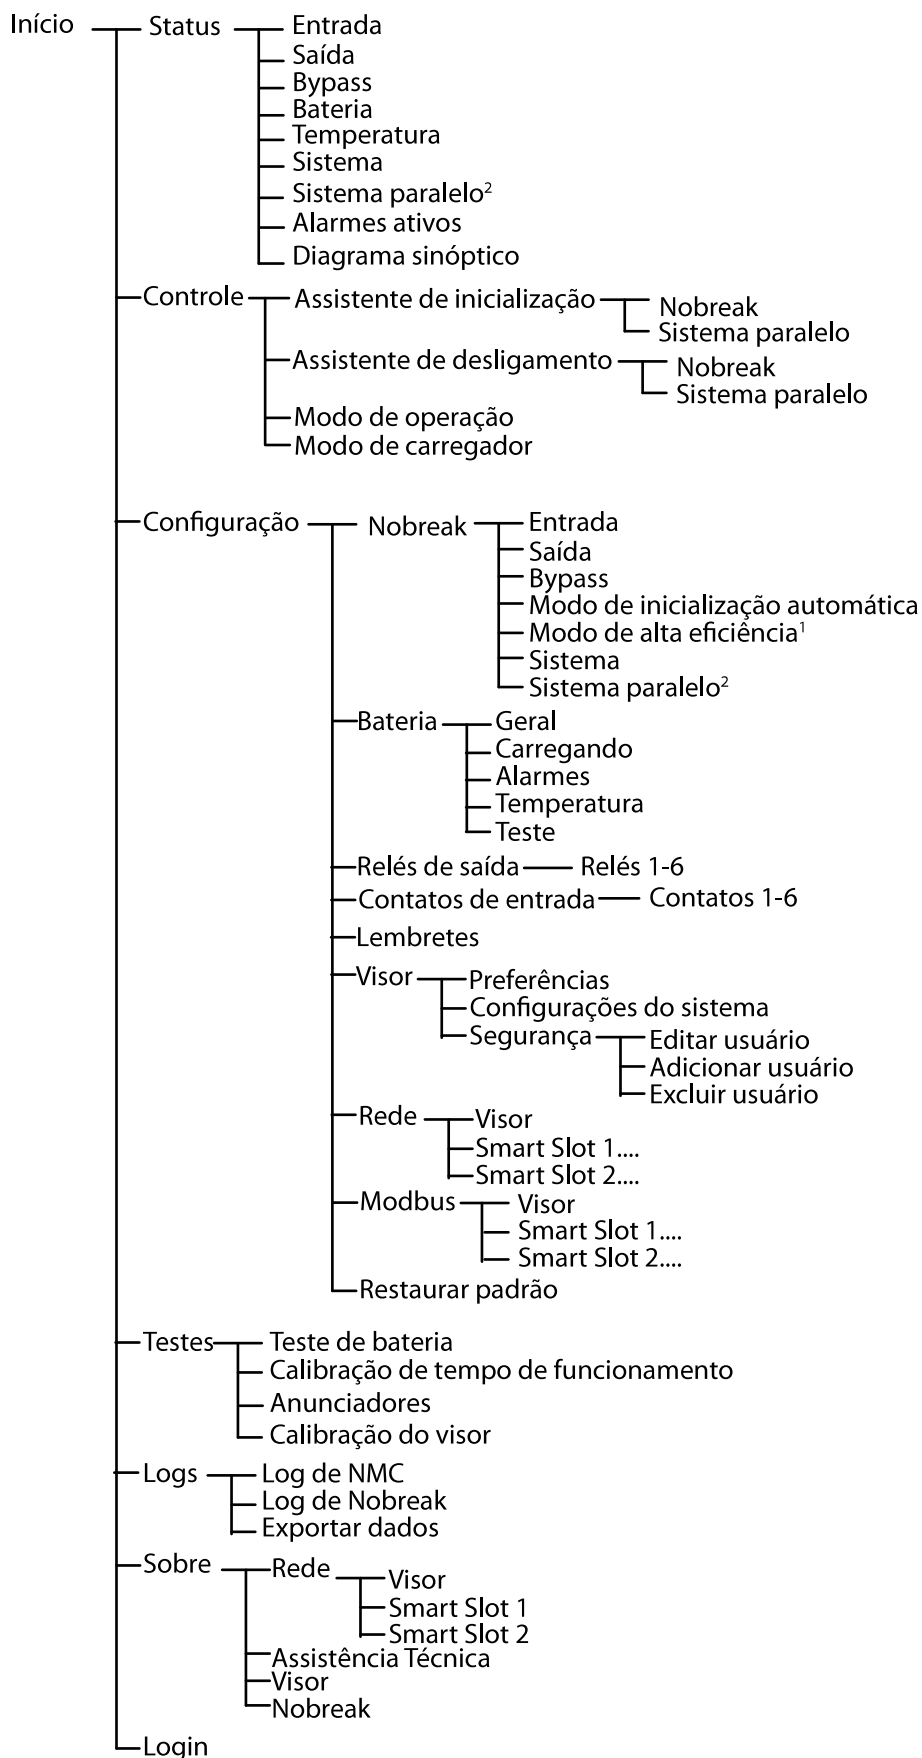 Início Status Entrada
Saída
Bypass
Bateria
Temperatura
Sistema
Sistema paralelo²
Alarmes ativos
Diagrama sinóptico
Controle Assistente de inicialização Nobreak
Sistema paralelo
Assistente de desligamento Nobreak
Sistema paralelo
Modo de operação
Modo de carregador
Configuração Nobreak Entrada
Saída
Bypass
Modo de inicialização automática
Modo de alta eficiência¹
Sistema
Sistema paralelo²
Bateria Geral
Carregando
Alarmes
Temperatura
Teste
Relés de saída Relés 1-6
Contatos de entrada Contatos 1-6
Lembretes
Visor Preferências
Configurações do sistema
Segurança Editar usuário
Adicionar usuário
Excluir usuário
Rede Visor
Smart Slot 1....
Smart Slot 2....
Modbus Visor
Smart Slot 1....
Smart Slot 2....
Restaurar padrão
Testes Teste de bateria
Calibração de tempo de funcionamento
Anunciadores
Calibração do visor
Logs Log de NMC
Log de Nobreak
Exportar dados
Sobre Rede Visor
Smart Slot 1
Smart Slot 2
Assistência Técnica
Visor
Nobreak
Login